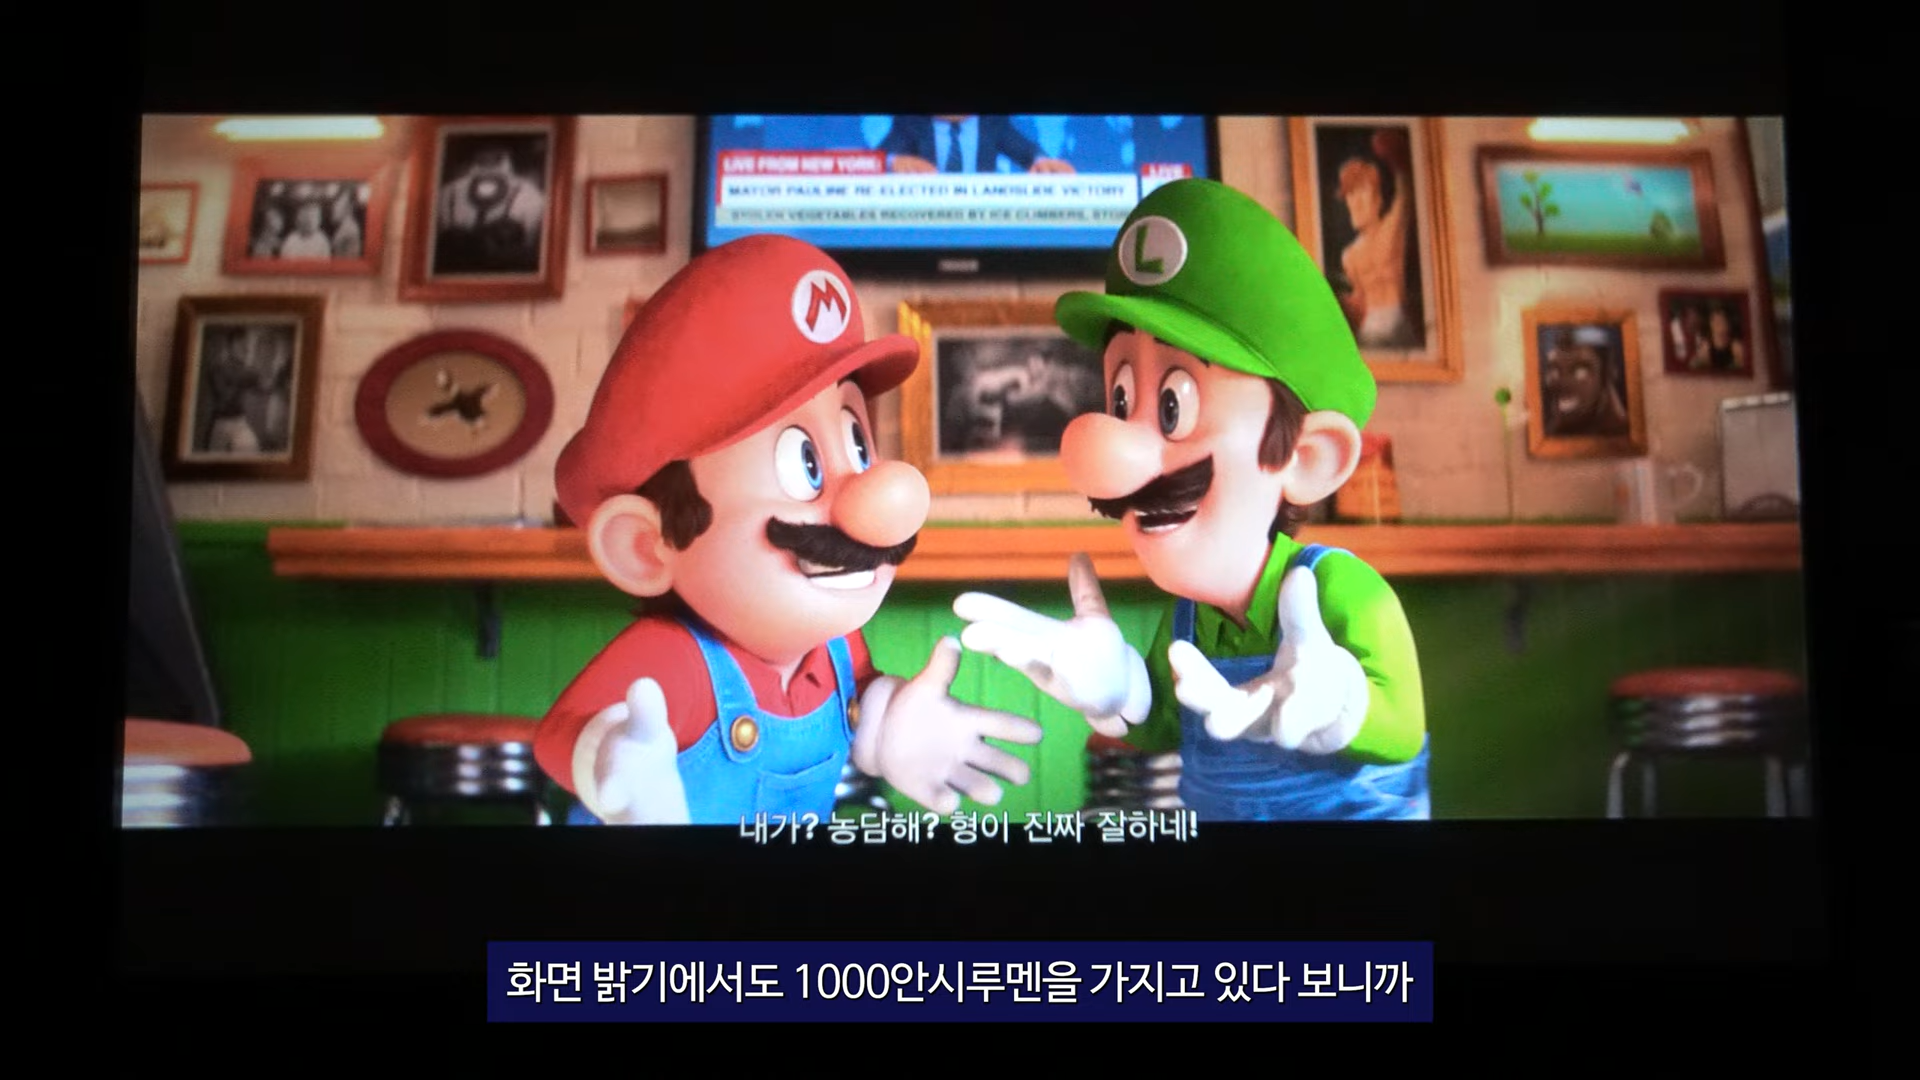 LIVE FROM NEW YORK:
LIVE
MAYOR PAULINE RE-ELECTED IN LANDSLIDE VICTORY
STOLEN VEGETABLES RECOVERED BY ICE CLIMBERS, STOR
M
L
내가? 농담해? 형이 진짜 잘하네!
화면 밝기에서도 1000안시루멘을 가지고 있다 보니까